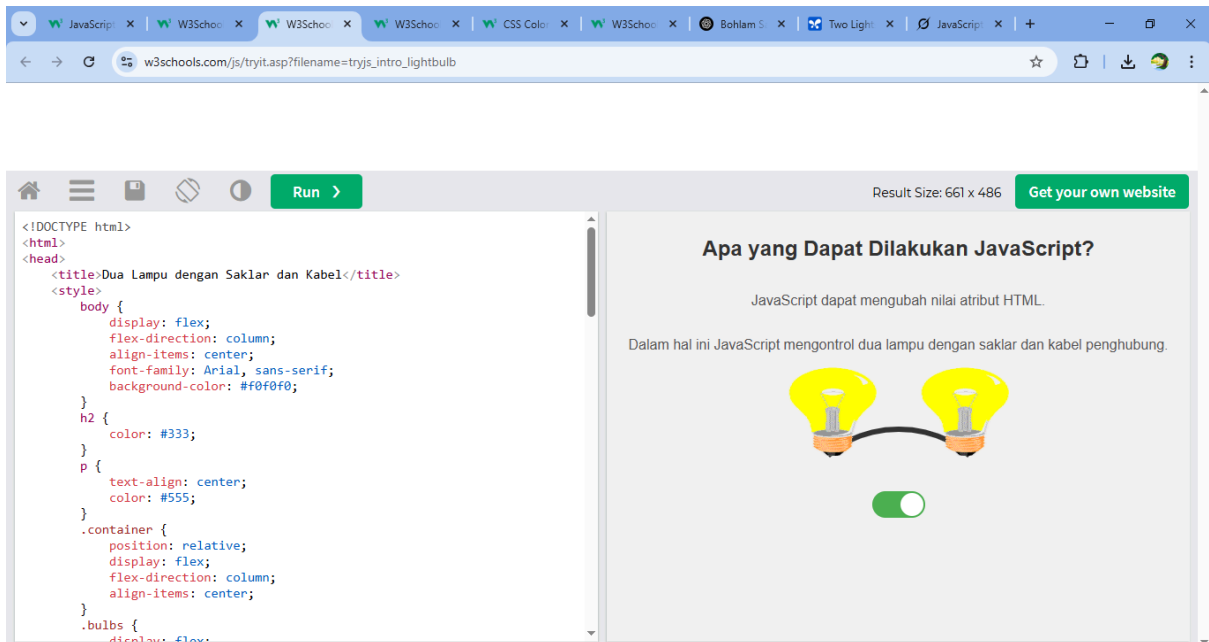 JavaScript
W3Schoo
W3Schoo
W3Schoo
CSS Color
W3Schoo
Bohlam S
Two Light
JavaScript
w3schools.com/js/tryit.asp?filename=tryjs_intro_lightbulb
Run ❯
Result Size: 661 x 486
Get your own website
<!DOCTYPE html>
<html>
<head>
    <title>Dua Lampu dengan Saklar dan Kabel</title>
    <style>
        body {
            display: flex;
            flex-direction: column;
            align-items: center;
            font-family: Arial, sans-serif;
            background-color: #f0f0f0;
        }
        h2 {
            color: #333;
        }
        p {
            text-align: center;
            color: #555;
        }
        .container {
            position: relative;
            display: flex;
            flex-direction: column;
            align-items: center;
        }
        .bulbs {
            display: flex;
Apa yang Dapat Dilakukan JavaScript?
JavaScript dapat mengubah nilai atribut HTML.
Dalam hal ini JavaScript mengontrol dua lampu dengan saklar dan kabel penghubung.